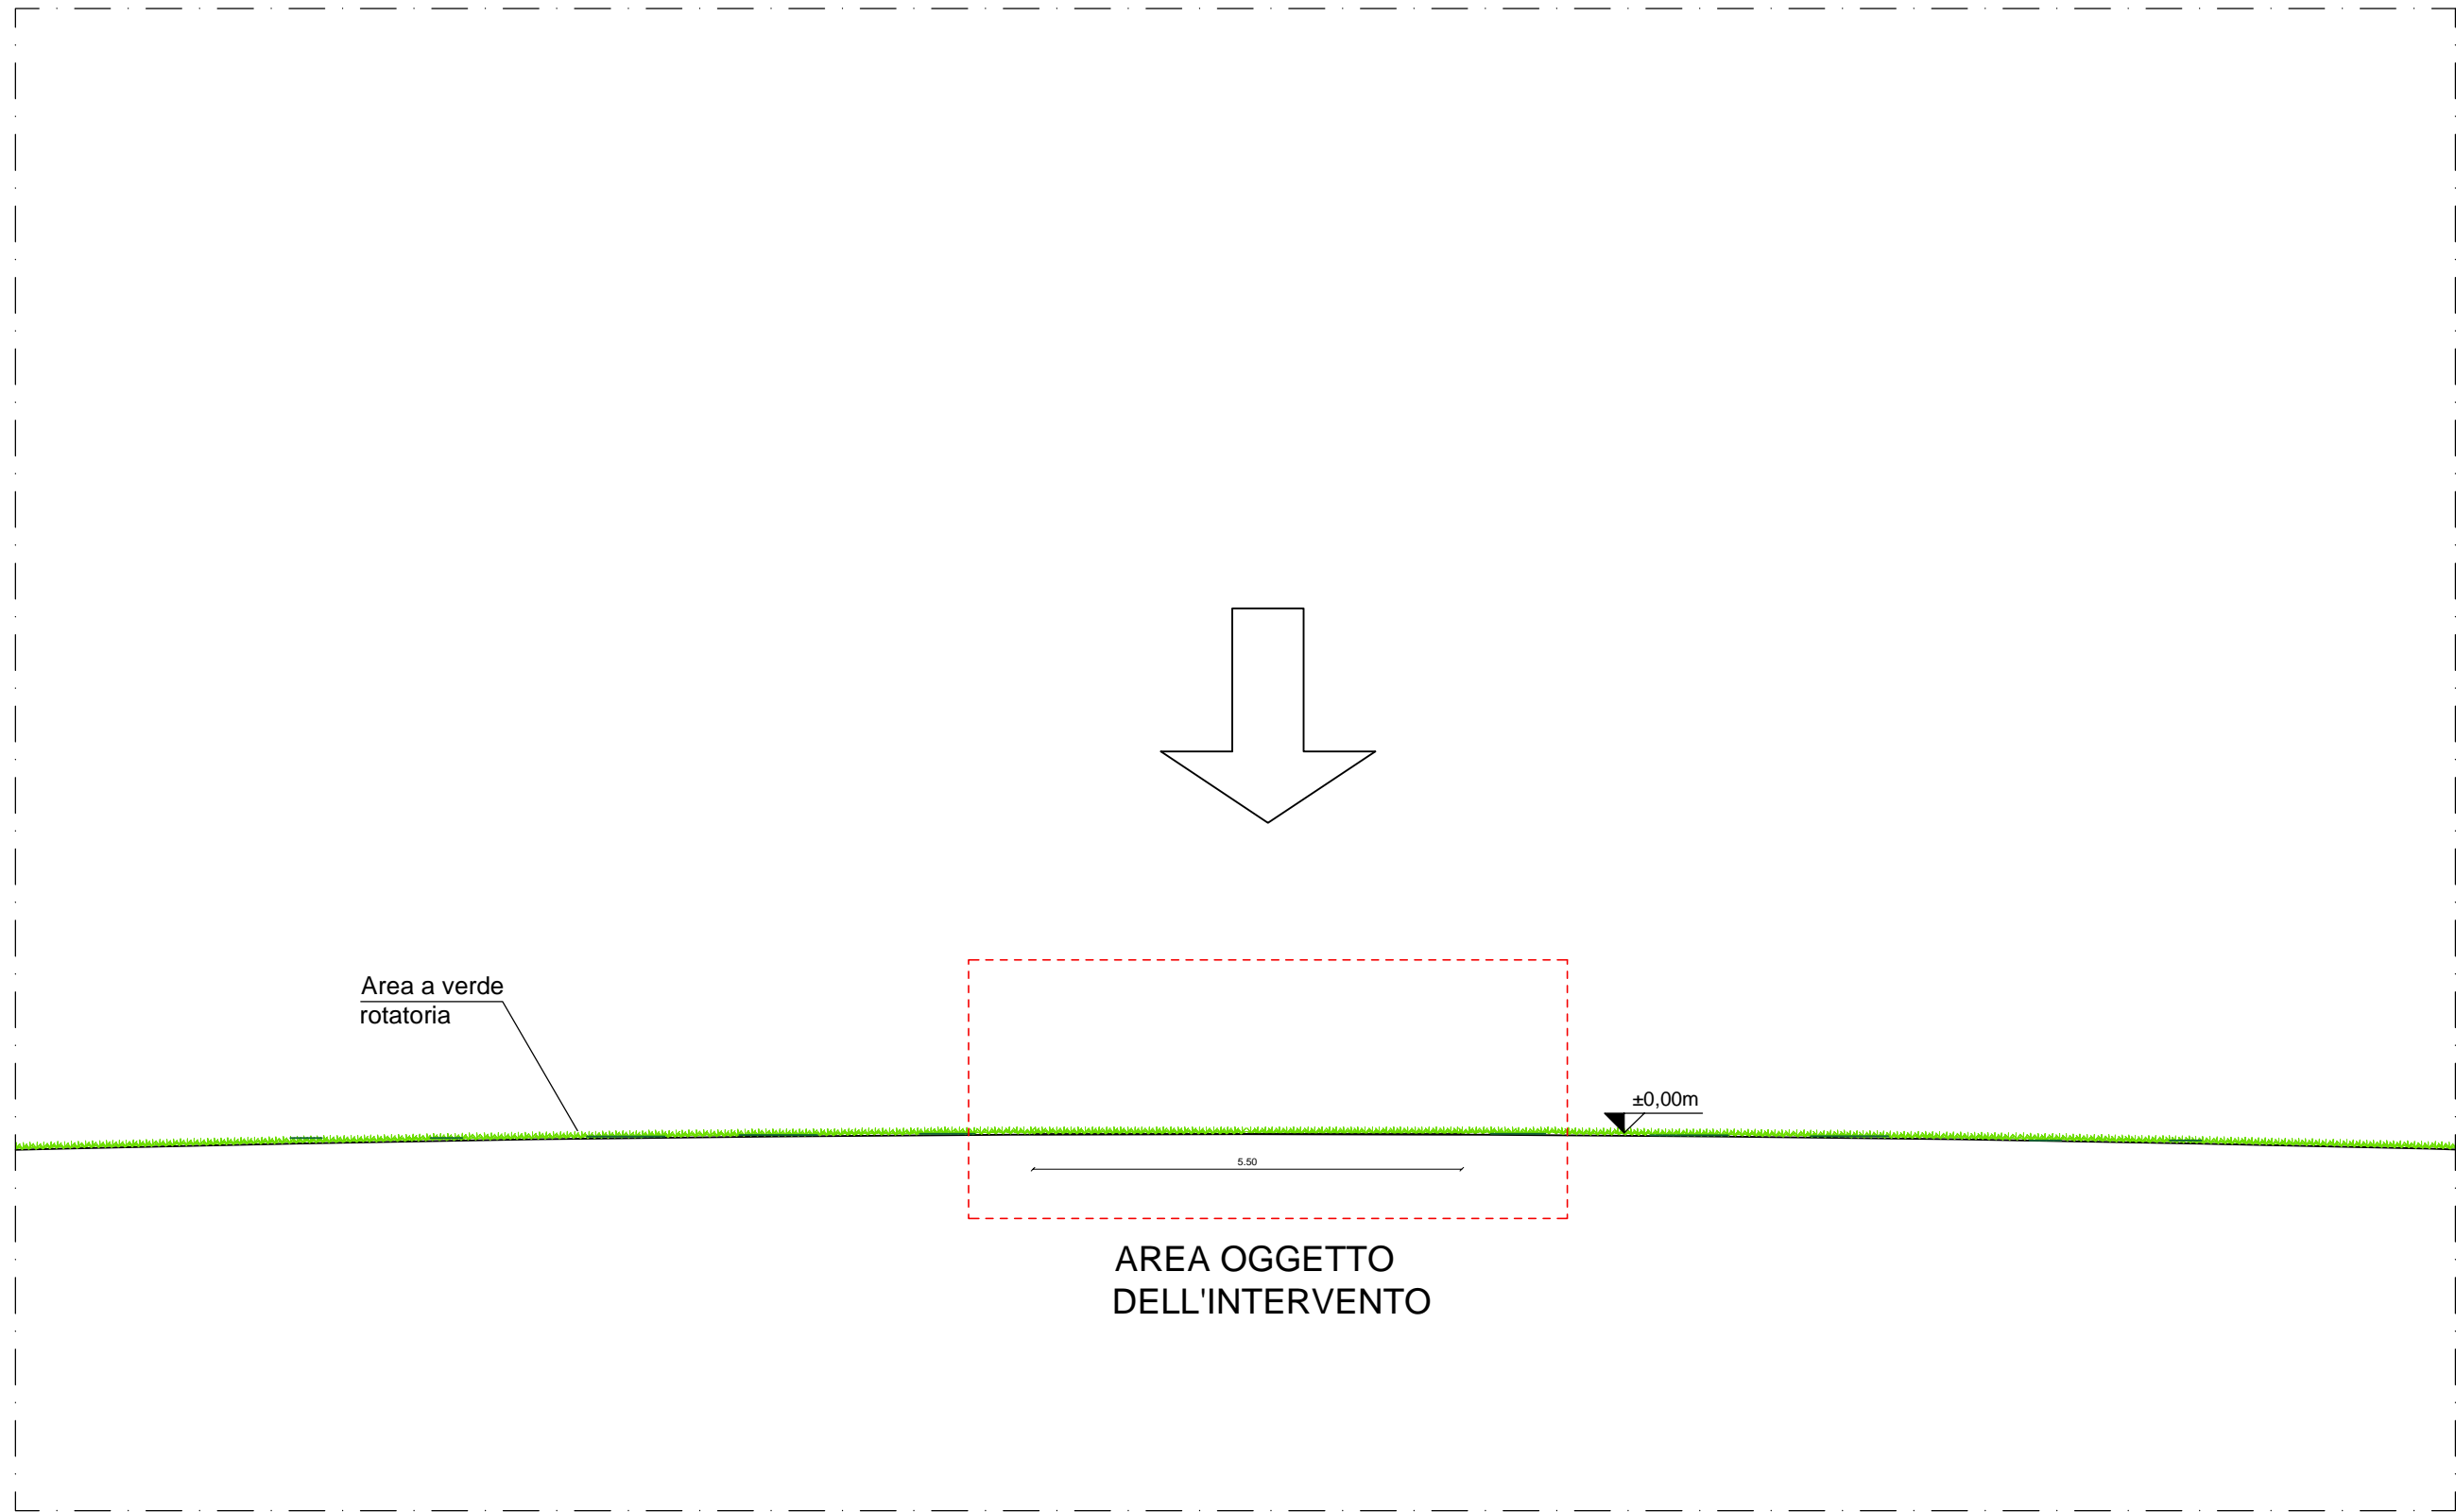 Area a verde
rotatoria
±0,00m
5.50
AREA OGGETTO
DELL'INTERVENTO